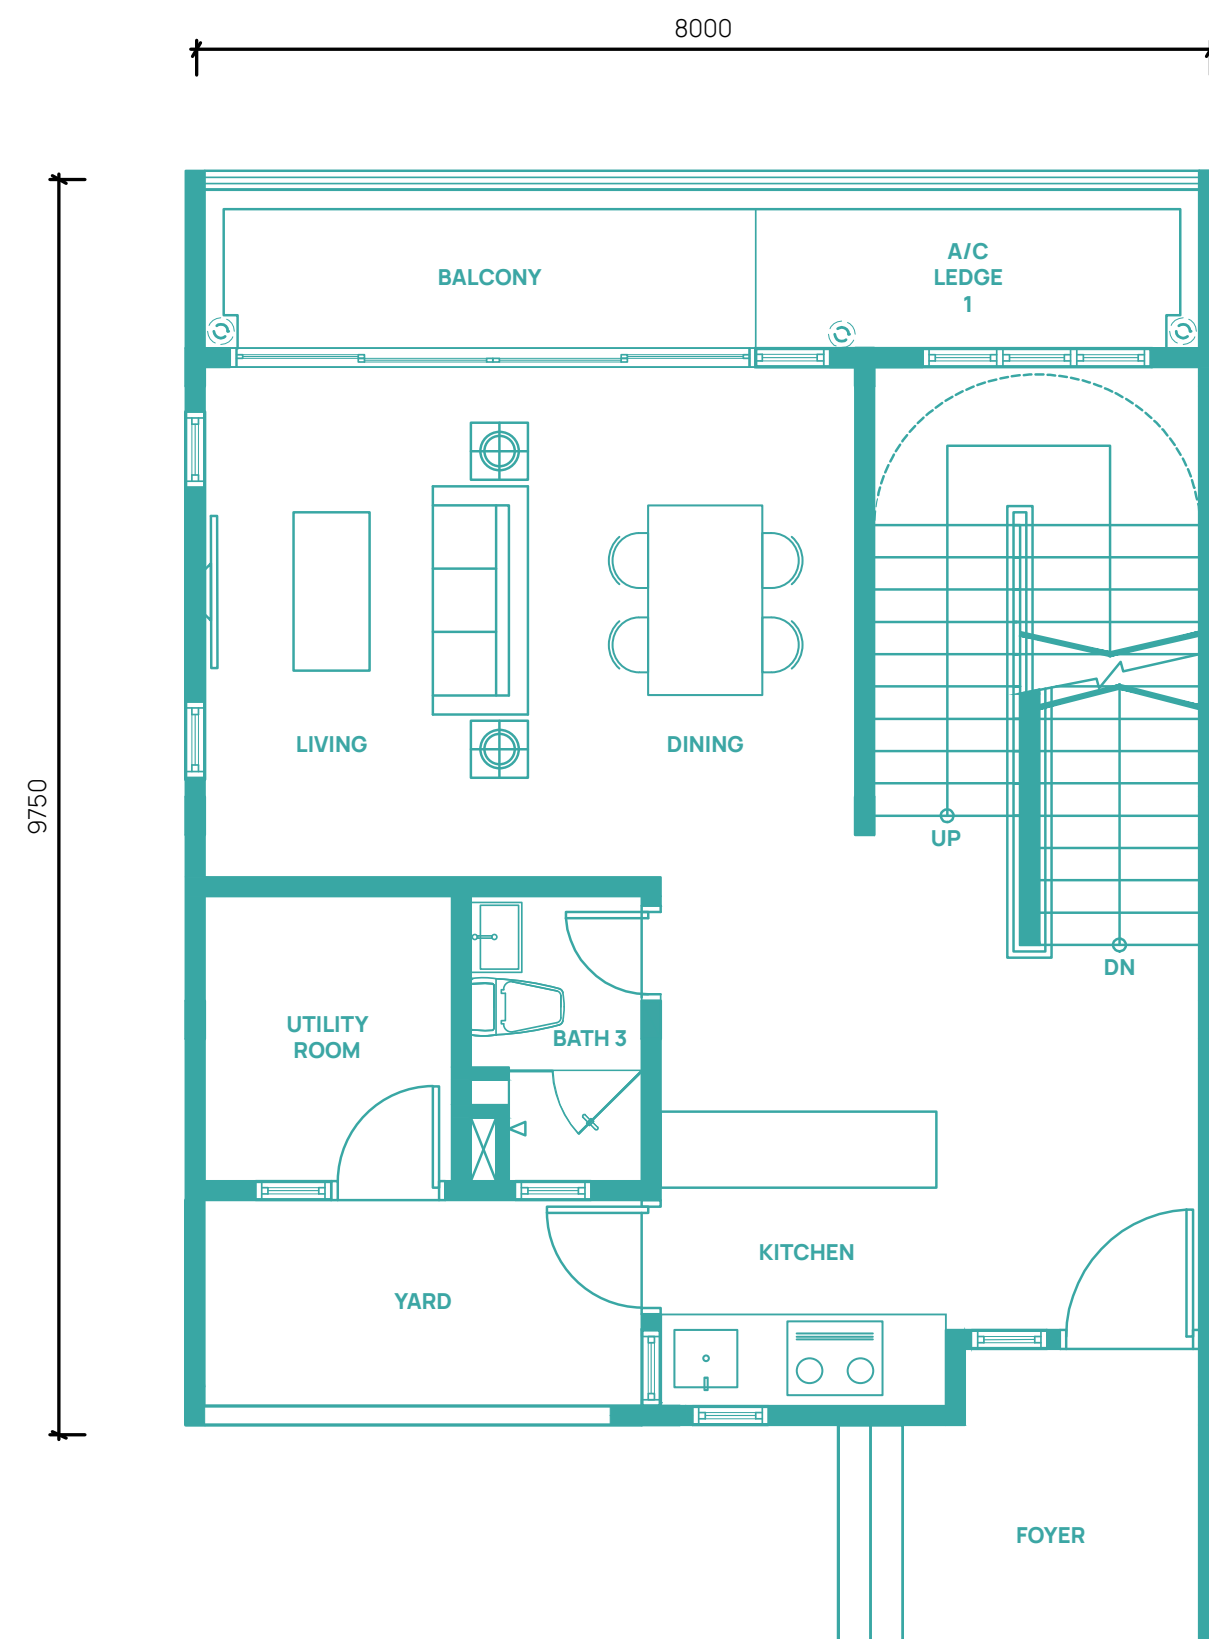 8000
BALCONY
A/C
LEDGE
1
9750
LIVING
DINING
UP
DN
UTILITY
ROOM
BATH 3
KITCHEN
YARD
FOYER